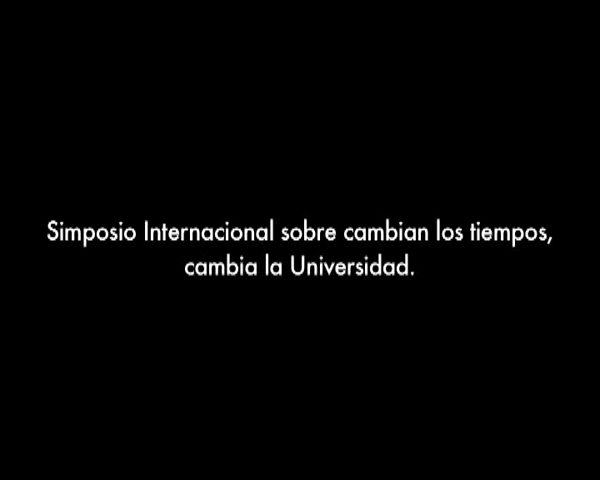 Simposio Internacional sobre cambian los tiempos,
cambia la Universidad.